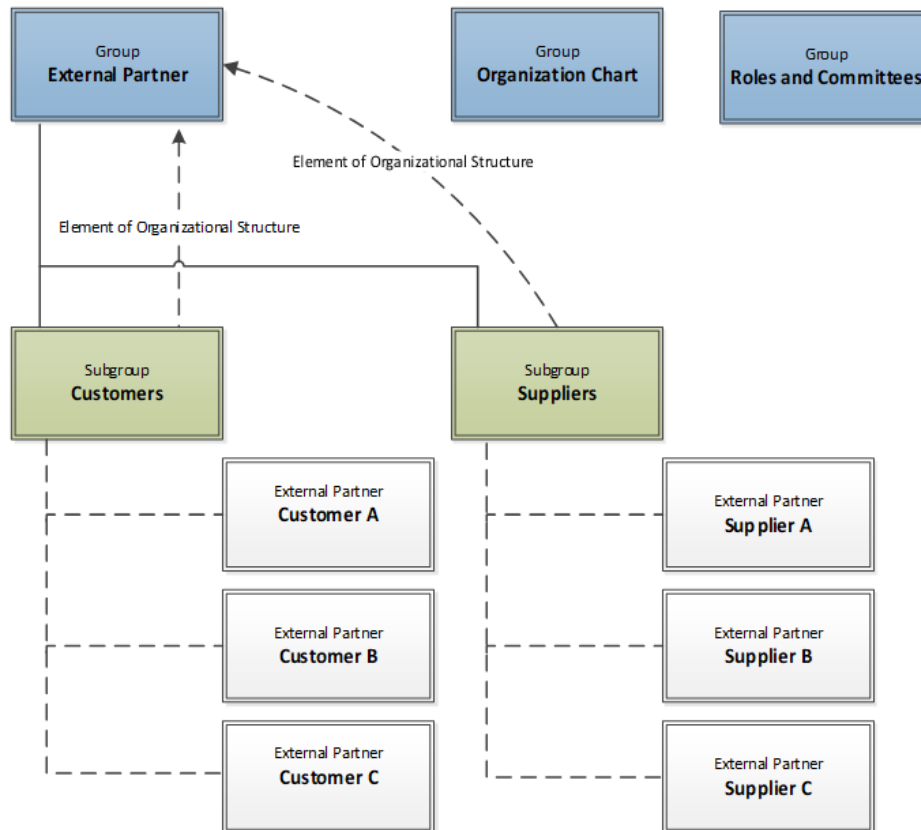 Group
External Partner
Group
Organization Chart
Group
Roles and Committees
Element of Organizational Structure
Element of Organizational Structure
Subgroup
Customers
Subgroup
Suppliers
External Partner
Customer A
External Partner
Supplier A
External Partner
Customer B
External Partner
Supplier B
External Partner
Customer C
External Partner
Supplier C